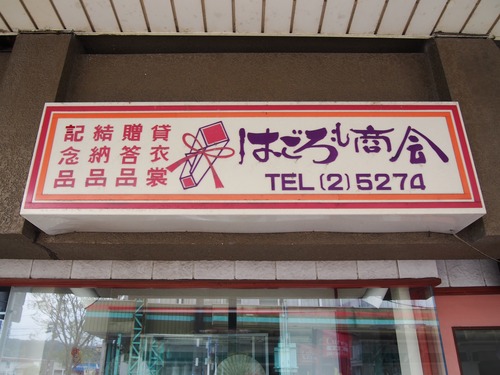 貸衣裳
贈答品
結納品
記念品
はごろも商会
TEL(2)5274